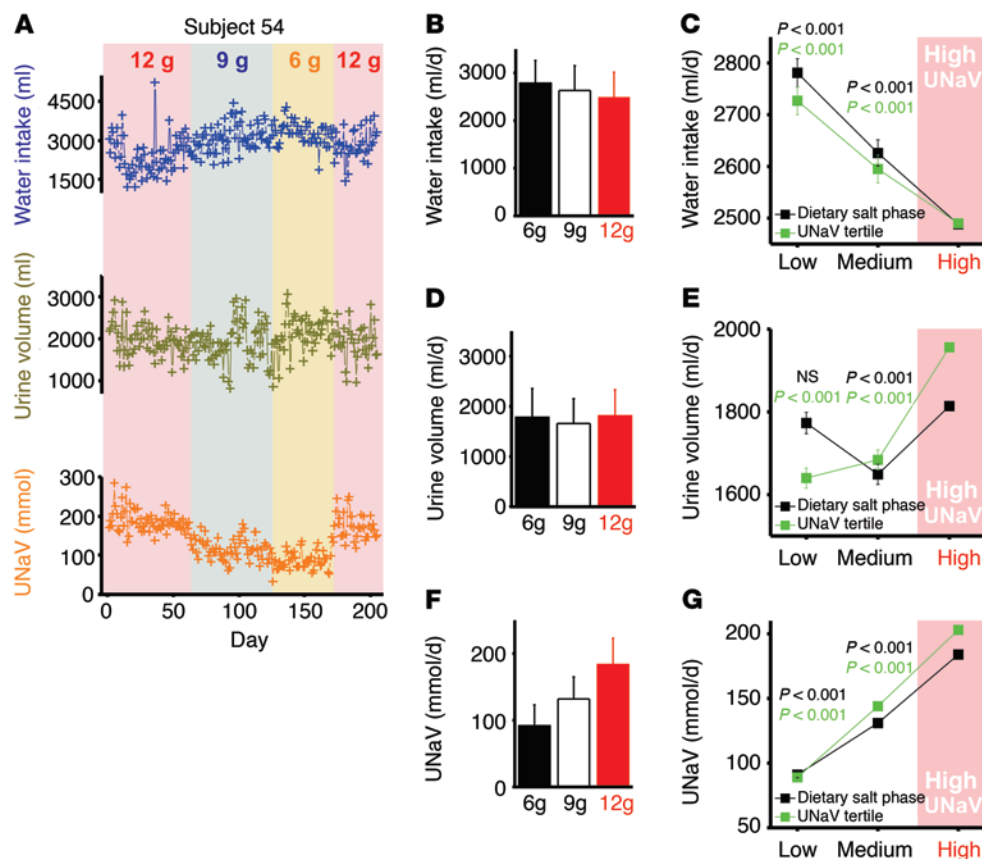 A
Subject 54
12 g
9 g
6 g
12 g
Water intake (ml)
4500
3000
1500
Urine volume (ml)
3000
2000
1000
UNaV (mmol)
300
200
100
0
0
50
100
150
200
Day
B
Water intake (ml/d)
3000
2000
1000
0
6g
9g
12g
C
Water intake (ml/d)
2800
2700
2600
2500
P < 0.001
P < 0.001
P < 0.001
P < 0.001
High
UNaV
Dietary salt phase
UNaV tertile
Low
Medium
High
D
Urine volume (ml/d)
3000
2000
1000
0
6g
9g
12g
E
Urine volume (ml/d)
2000
1800
1600
NS
P < 0.001
P < 0.001
P < 0.001
High
UNaV
Dietary salt phase
UNaV tertile
Low
Medium
High
F
UNaV (mmol/d)
200
100
0
6g
9g
12g
G
UNaV (mmol/d)
200
150
100
50
P < 0.001
P < 0.001
P < 0.001
P < 0.001
High
UNaV
Dietary salt phase
UNaV tertile
Low
Medium
High